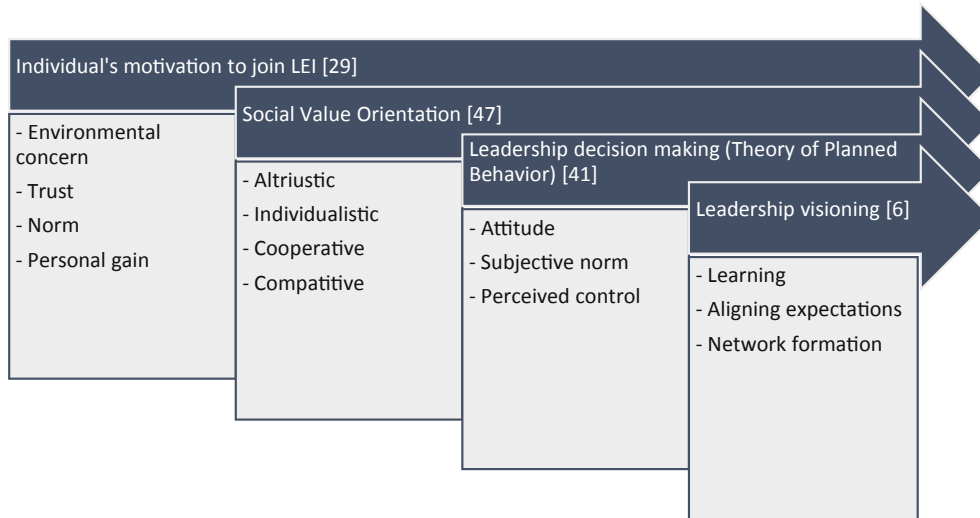 Individual's motivation to join LEI [29]
- Environmental
concern
- Trust
- Norm
- Personal gain
Social Value Orientation [47]
- Altriustic
- Individualistic
- Cooperative
- Compatitive
Leadership decision making (Theory of Planned
Behavior) [41]
- Attitude
- Subjective norm
- Perceived control
Leadership visioning [6]
- Learning
- Aligning expectations
- Network formation